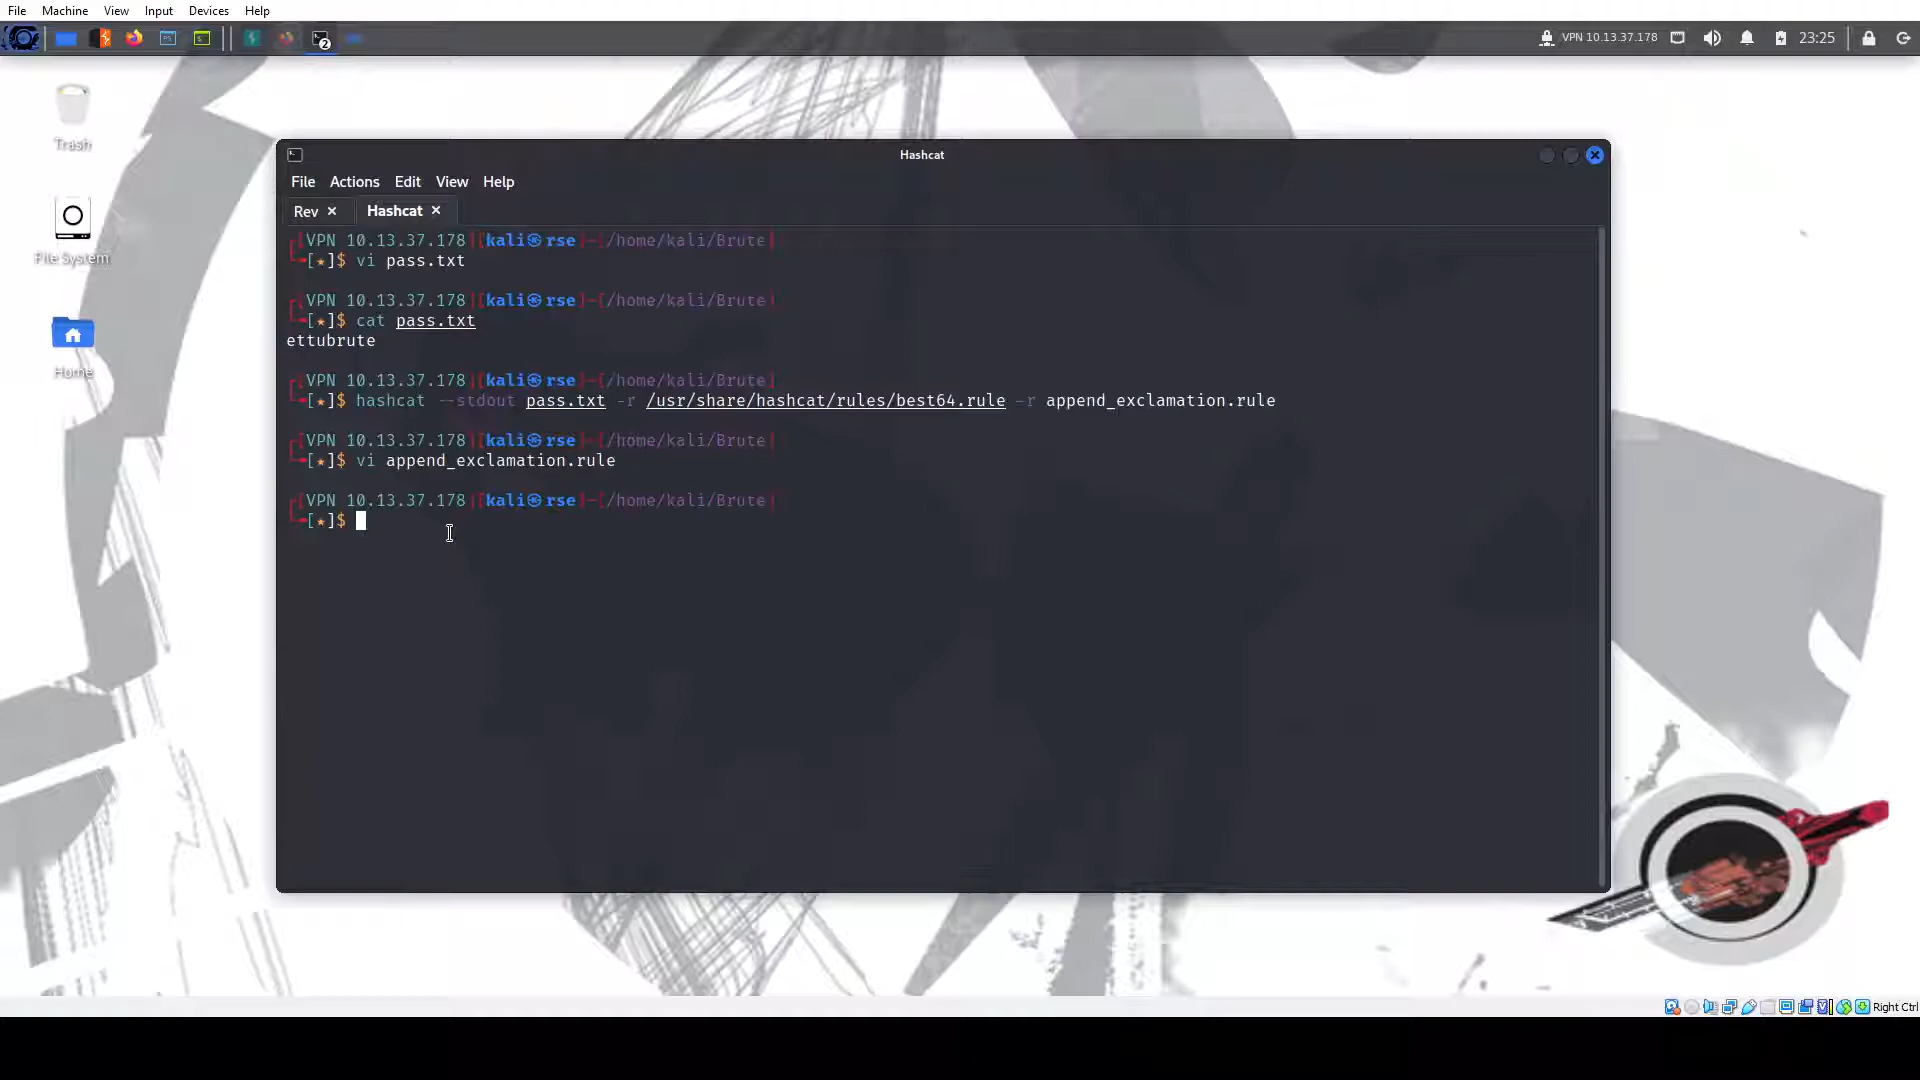 File Machine View Input Devices Help
2
VPN 10.13.37.178
23:25
Trash
File System
Home
Hashcat
File Actions Edit View Help
Rev ✕ Hashcat ✕
[VPN 10.13.37.178][kali㉿rse]-[/home/kali/Brute]
[★]$ vi pass.txt
[VPN 10.13.37.178][kali㉿rse]-[/home/kali/Brute]
[★]$ cat pass.txt
ettubrute
[VPN 10.13.37.178][kali㉿rse]-[/home/kali/Brute]
[★]$ hashcat --stdout pass.txt -r /usr/share/hashcat/rules/best64.rule -r append_exclamation.rule
[VPN 10.13.37.178][kali㉿rse]-[/home/kali/Brute]
[★]$ vi append_exclamation.rule
[VPN 10.13.37.178][kali㉿rse]-[/home/kali/Brute]
[★]$
Right Ctrl